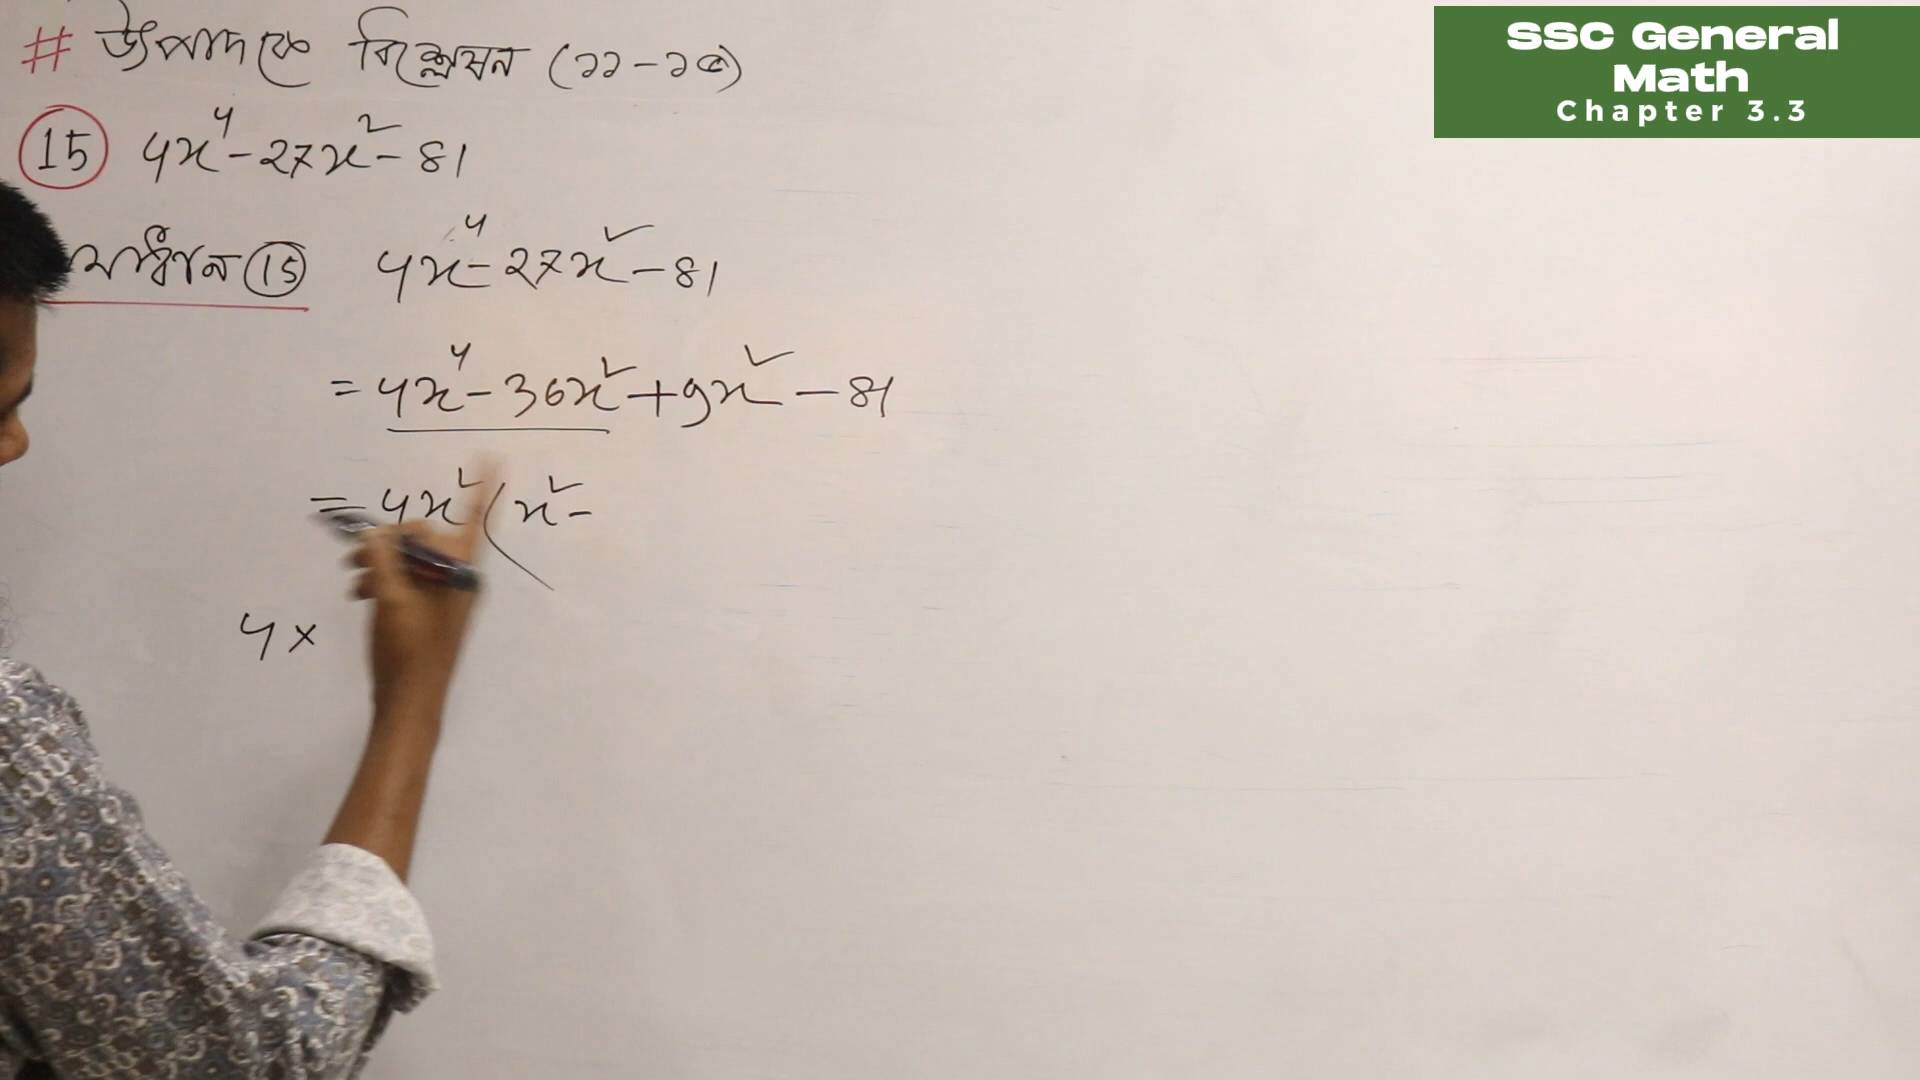 # উৎপাদকে বিশ্লেষন (১১-১৫)
SSC General
Math
Chapter 3.3
15 4x⁴-27x²-81
সমাধান 15 4x⁴-27x²-81
= 4x⁴-36x²+9x²-81
= 4x²(x²-
4×